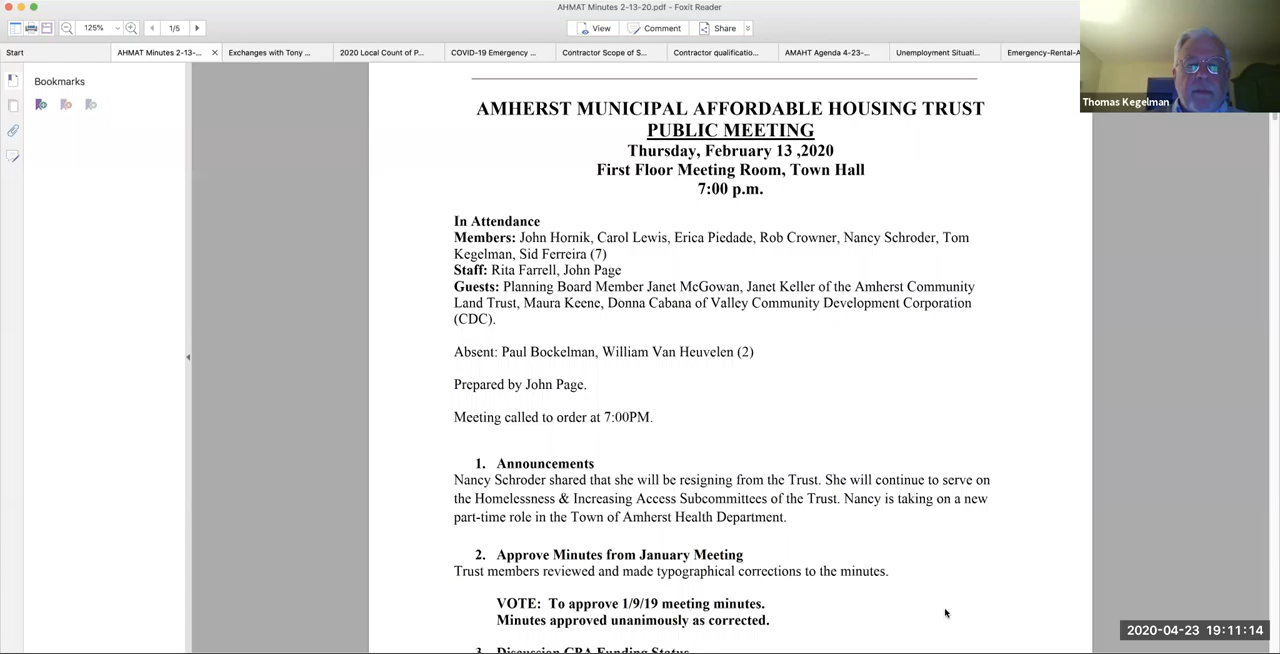 AHMAT Minutes 2-13-20.pdf - Foxit Reader
125%
1/5
View
Comment
Share
Start
AHMAT Minutes 2-13-...
Exchanges with Tony ...
2020 Local Count of P...
COVID-19 Emergency ...
Contractor Scope of S...
Contractor qualificatio...
AMAHT Agenda 4-23-...
Unemployment Situati...
Emergency-Rental-A
Bookmarks
Thomas Kegelman
AMHERST MUNICIPAL AFFORDABLE HOUSING TRUST
PUBLIC MEETING
Thursday, February 13 ,2020
First Floor Meeting Room, Town Hall
7:00 p.m.
In Attendance
Members: John Hornik, Carol Lewis, Erica Piedade, Rob Crowner, Nancy Schroder, Tom
Kegelman, Sid Ferreira (7)
Staff: Rita Farrell, John Page
Guests: Planning Board Member Janet McGowan, Janet Keller of the Amherst Community
Land Trust, Maura Keene, Donna Cabana of Valley Community Development Corporation
(CDC).
Absent: Paul Bockelman, William Van Heuvelen (2)
Prepared by John Page.
Meeting called to order at 7:00PM.
1. Announcements
Nancy Schroder shared that she will be resigning from the Trust. She will continue to serve on
the Homelessness & Increasing Access Subcommittees of the Trust. Nancy is taking on a new
part-time role in the Town of Amherst Health Department.
2. Approve Minutes from January Meeting
Trust members reviewed and made typographical corrections to the minutes.
VOTE: To approve 1/9/19 meeting minutes.
Minutes approved unanimously as corrected.
3. Discussion CPA Funding Status
2020-04-23 19:11:14